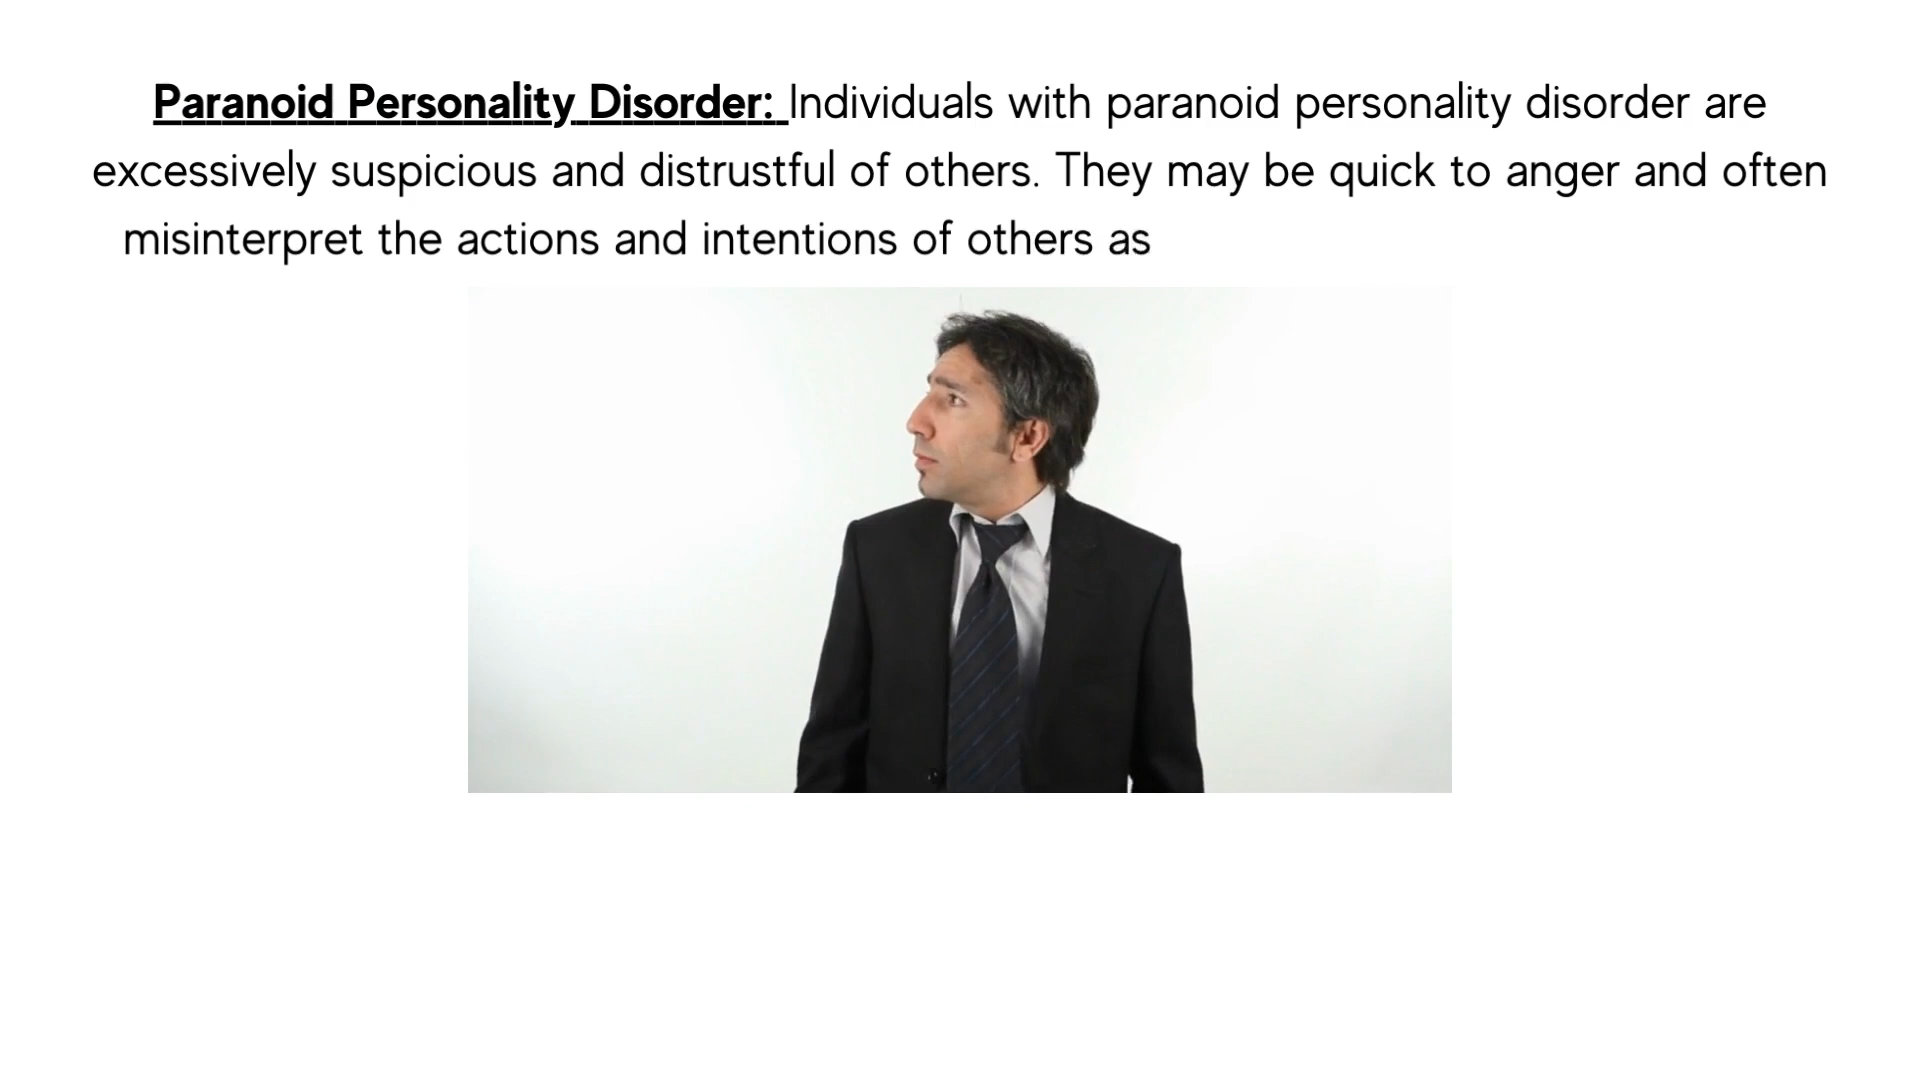 Paranoid Personality Disorder: Individuals with paranoid personality disorder are
excessively suspicious and distrustful of others. They may be quick to anger and often
misinterpret the actions and intentions of others as